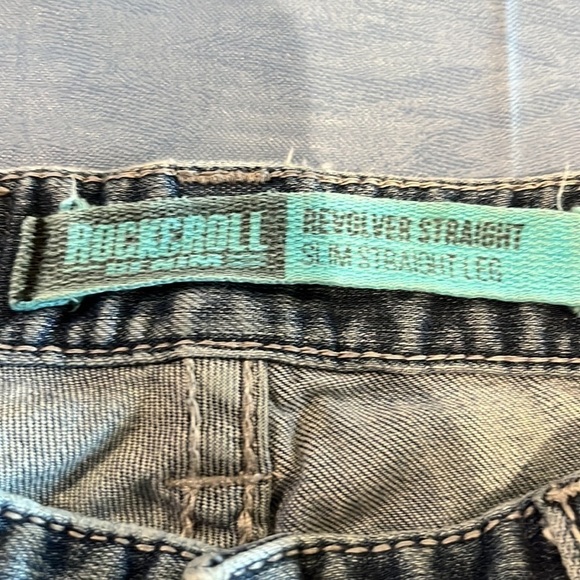 ROCK&ROLL
REVOLVER STRAIGHT
SLIM STRAIGHT LEG